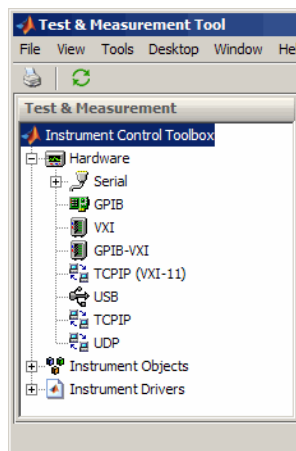 Test & Measurement Tool
File View Tools Desktop Window He
Test & Measurement
Instrument Control Toolbox
Hardware
Serial
GPIB
VXI
GPIB-VXI
TCPIP (VXI-11)
USB
TCPIP
UDP
Instrument Objects
Instrument Drivers